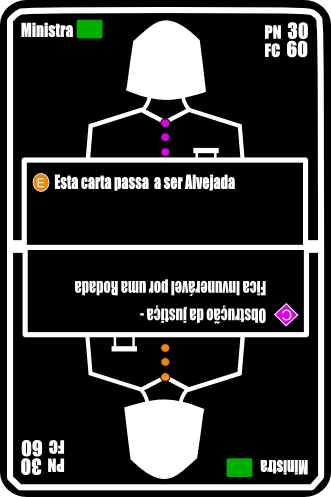 Ministra
PN 30
FC 60
E Esta carta passa a ser Alvejada
C Obstrução da justiça -
Fica Invunerável por uma Rodada
Ministra
PN 30
FC 60